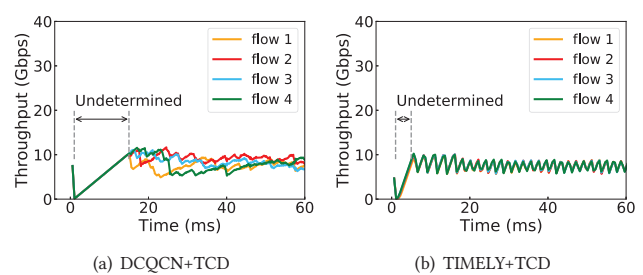 Throughput (Gbps)
40
30
20
10
0
Undetermined
flow 1
flow 2
flow 3
flow 4
0
20
40
60
Time (ms)
(a) DCQCN+TCD
Throughput (Gbps)
40
30
20
10
0
Undetermined
flow 1
flow 2
flow 3
flow 4
0
20
40
60
Time (ms)
(b) TIMELY+TCD